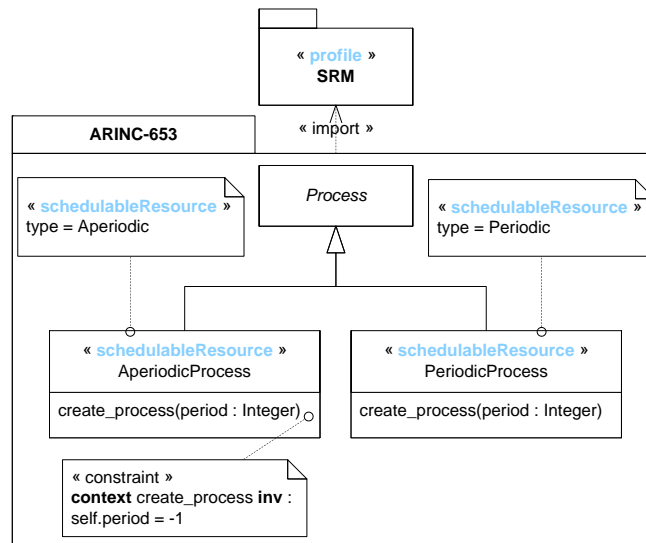 « profile »
SRM
« import »
ARINC-653
Process
« schedulableResource »
type = Aperiodic
« schedulableResource »
type = Periodic
« schedulableResource »
AperiodicProcess
create_process(period : Integer)
« schedulableResource »
PeriodicProcess
create_process(period : Integer)
« constraint »
context create_process inv :
self.period = -1